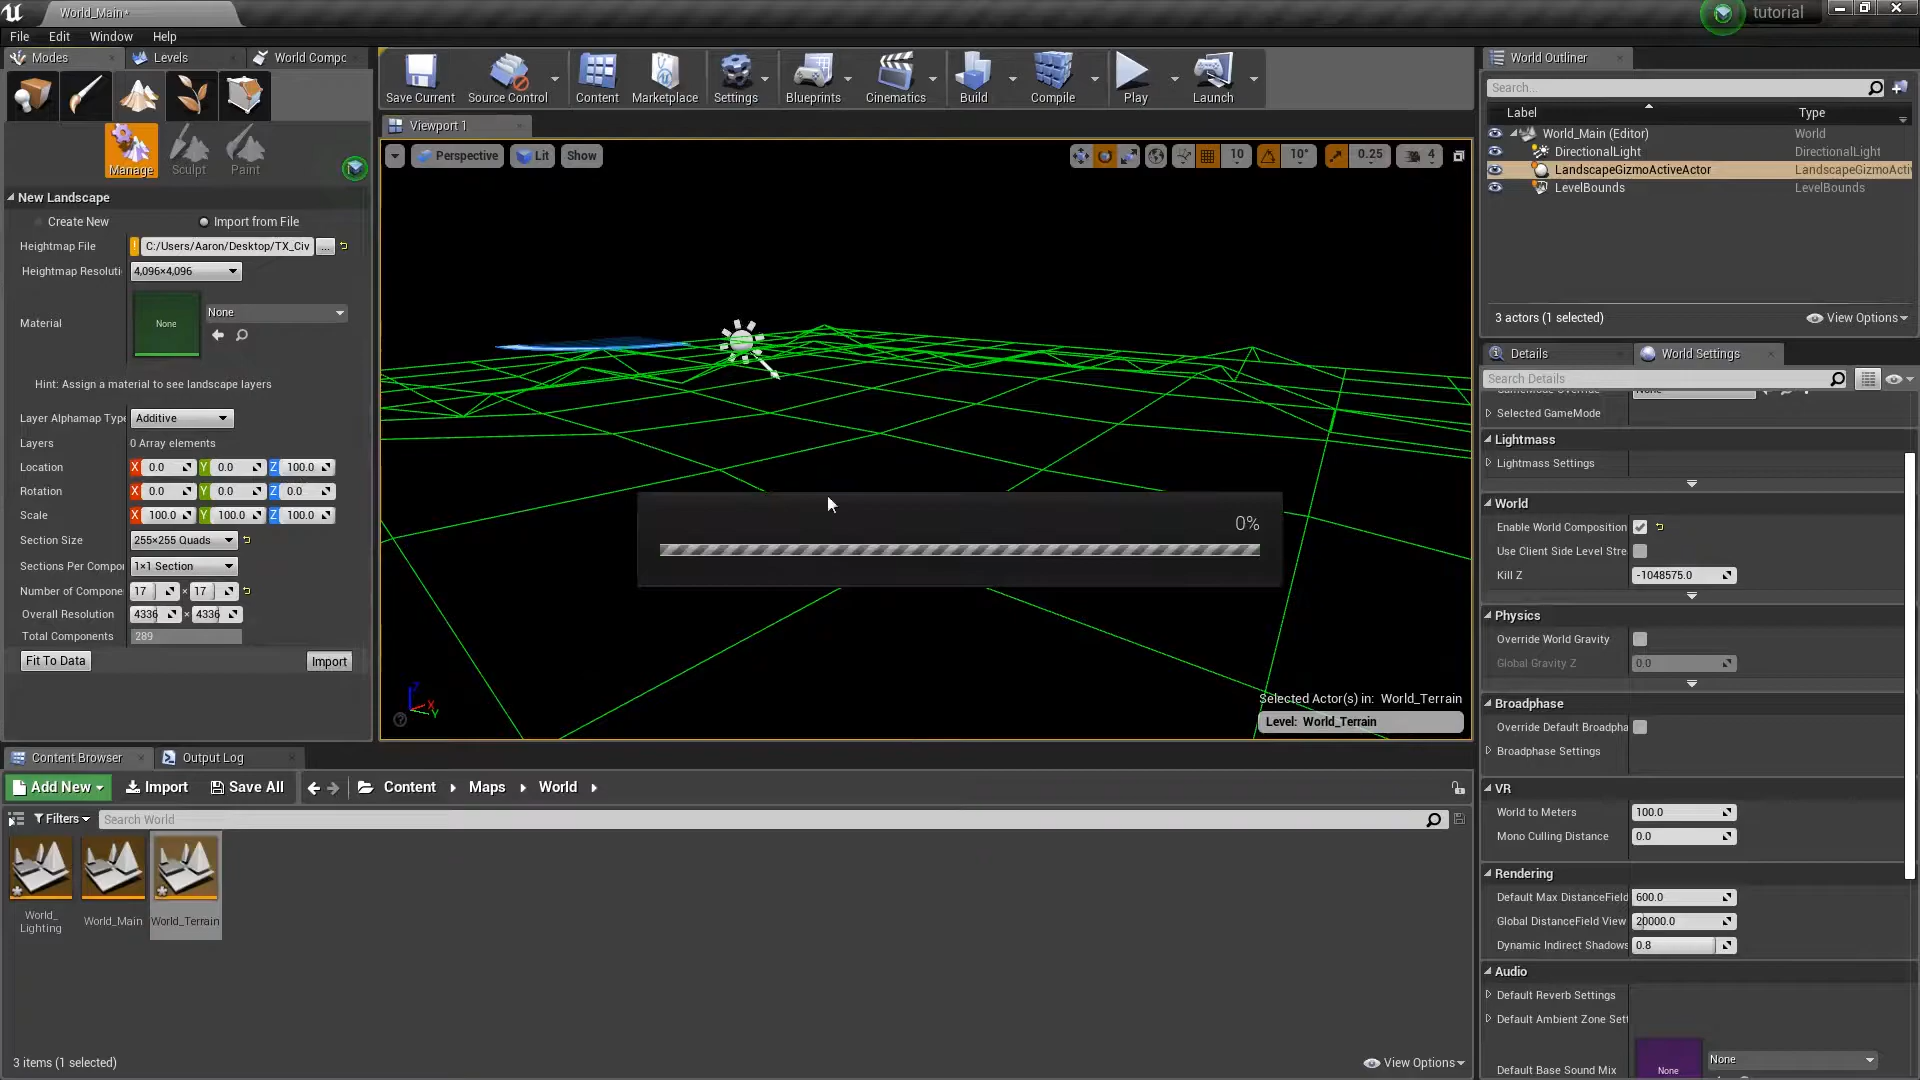 World_Main*
tutorial
File Edit Window Help
Modes
Levels
World Compc
Manage
Sculpt
Paint
New Landscape
Create New
Import from File
Heightmap File
C:/Users/Aaron/Desktop/TX_Civ
...
Heightmap Resoluti
4,096×4,096
Material
None
None
Hint: Assign a material to see landscape layers
Layer Alphamap Type
Additive
Layers
0 Array elements
Location
X 0.0 Y 0.0 Z 100.0
Rotation
X 0.0 Y 0.0 Z 0.0
Scale
X 100.0 Y 100.0 Z 100.0
Section Size
255×255 Quads
Sections Per Compor
1×1 Section
Number of Compone
17 × 17
Overall Resolution
4336 × 4336
Total Components
289
Fit To Data
Import
Save Current
Source Control
Content
Marketplace
Settings
Blueprints
Cinematics
Build
Compile
Play
Launch
Viewport 1
Perspective
Lit
Show
10
10°
0.25
4
0%
Z
X
Y
Selected Actor(s) in: World_Terrain
Level: World_Terrain
World Outliner
Search...
Label
Type
World_Main (Editor)
World
DirectionalLight
DirectionalLight
LandscapeGizmoActiveActor
LandscapeGizmoActi
LevelBounds
LevelBounds
3 actors (1 selected)
View Options
Details
World Settings
Search Details
Selected GameMode
Lightmass
Lightmass Settings
World
Enable World Composition
Use Client Side Level Stre
Kill Z
-1048575.0
Physics
Override World Gravity
Global Gravity Z
0.0
Broadphase
Override Default Broadpha
Broadphase Settings
VR
World to Meters
100.0
Mono Culling Distance
0.0
Rendering
Default Max DistanceField
600.0
Global DistanceField View
20000.0
Dynamic Indirect Shadows
0.8
Audio
Default Reverb Settings
Default Ambient Zone Sett
Default Base Sound Mix
None
None
Content Browser
Output Log
Add New
Import
Save All
Content
Maps
World
Filters
Search World
World_
Lighting
World_Main
World_Terrain
3 items (1 selected)
View Options